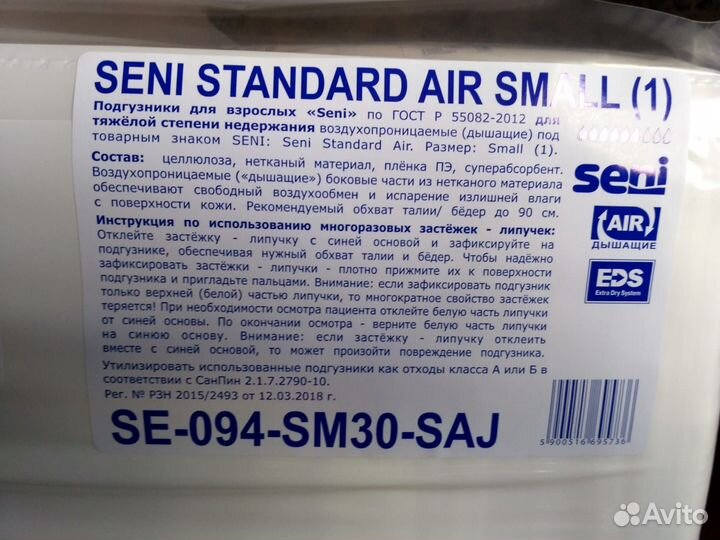 SENI STANDARD AIR SMALL (1)
Подгузники для взрослых «Seni» по ГОСТ Р 55082-2012 для
тяжёлой степени недержания воздухопроницаемые (дышащие) под
товарным знаком SENI: Seni Standard Air. Размер: Small (1).
Состав: целлюлоза, нетканый материал, плёнка ПЭ, суперабсорбент.
Воздухопроницаемые («дышащие») боковые части из нетканого материала
обеспечивают свободный воздухообмен и испарение излишней влаги
с поверхности кожи. Рекомендуемый обхват талии/ бёдер до 90 см.
seni
AIR
ДЫШАЩИЕ
EDS
Extra Dry System
Инструкция по использованию многоразовых застёжек - липучек:
Отклейте застёжку - липучку с синей основой и зафиксируйте на
подгузнике, обеспечивая нужный обхват талии и бёдер. Чтобы надёжно
зафиксировать застёжки - липучки - плотно прижмите их к поверхности
подгузника и пригладьте пальцами. Внимание: если зафиксировать подгузник
только верхней (белой) частью липучки, то многократное свойство застёжек
теряется! При необходимости осмотра пациента отклейте белую часть липучки
от синей основы. По окончании осмотра - верните белую часть липучки
на синюю основу. Внимание: если застёжку - липучку отклеить
вместе с синей основой, то может произойти повреждение подгузника.
Утилизировать использованные подгузники как отходы класса А или Б в
соответствии с СанПин 2.1.7.2790-10.
Рег. № РЗН 2015/2493 от 12.03.2018 г.
SE-094-SM30-SAJ
5 900516 695736
Avito